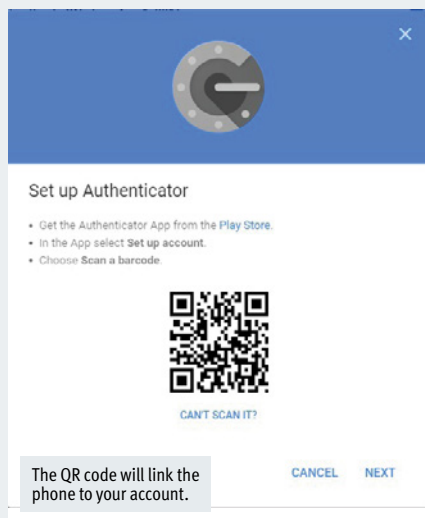 Set up Authenticator
• Get the Authenticator App from the Play Store.
• In the App select Set up account.
• Choose Scan a barcode.
CAN'T SCAN IT?
The QR code will link the
phone to your account.
CANCEL NEXT